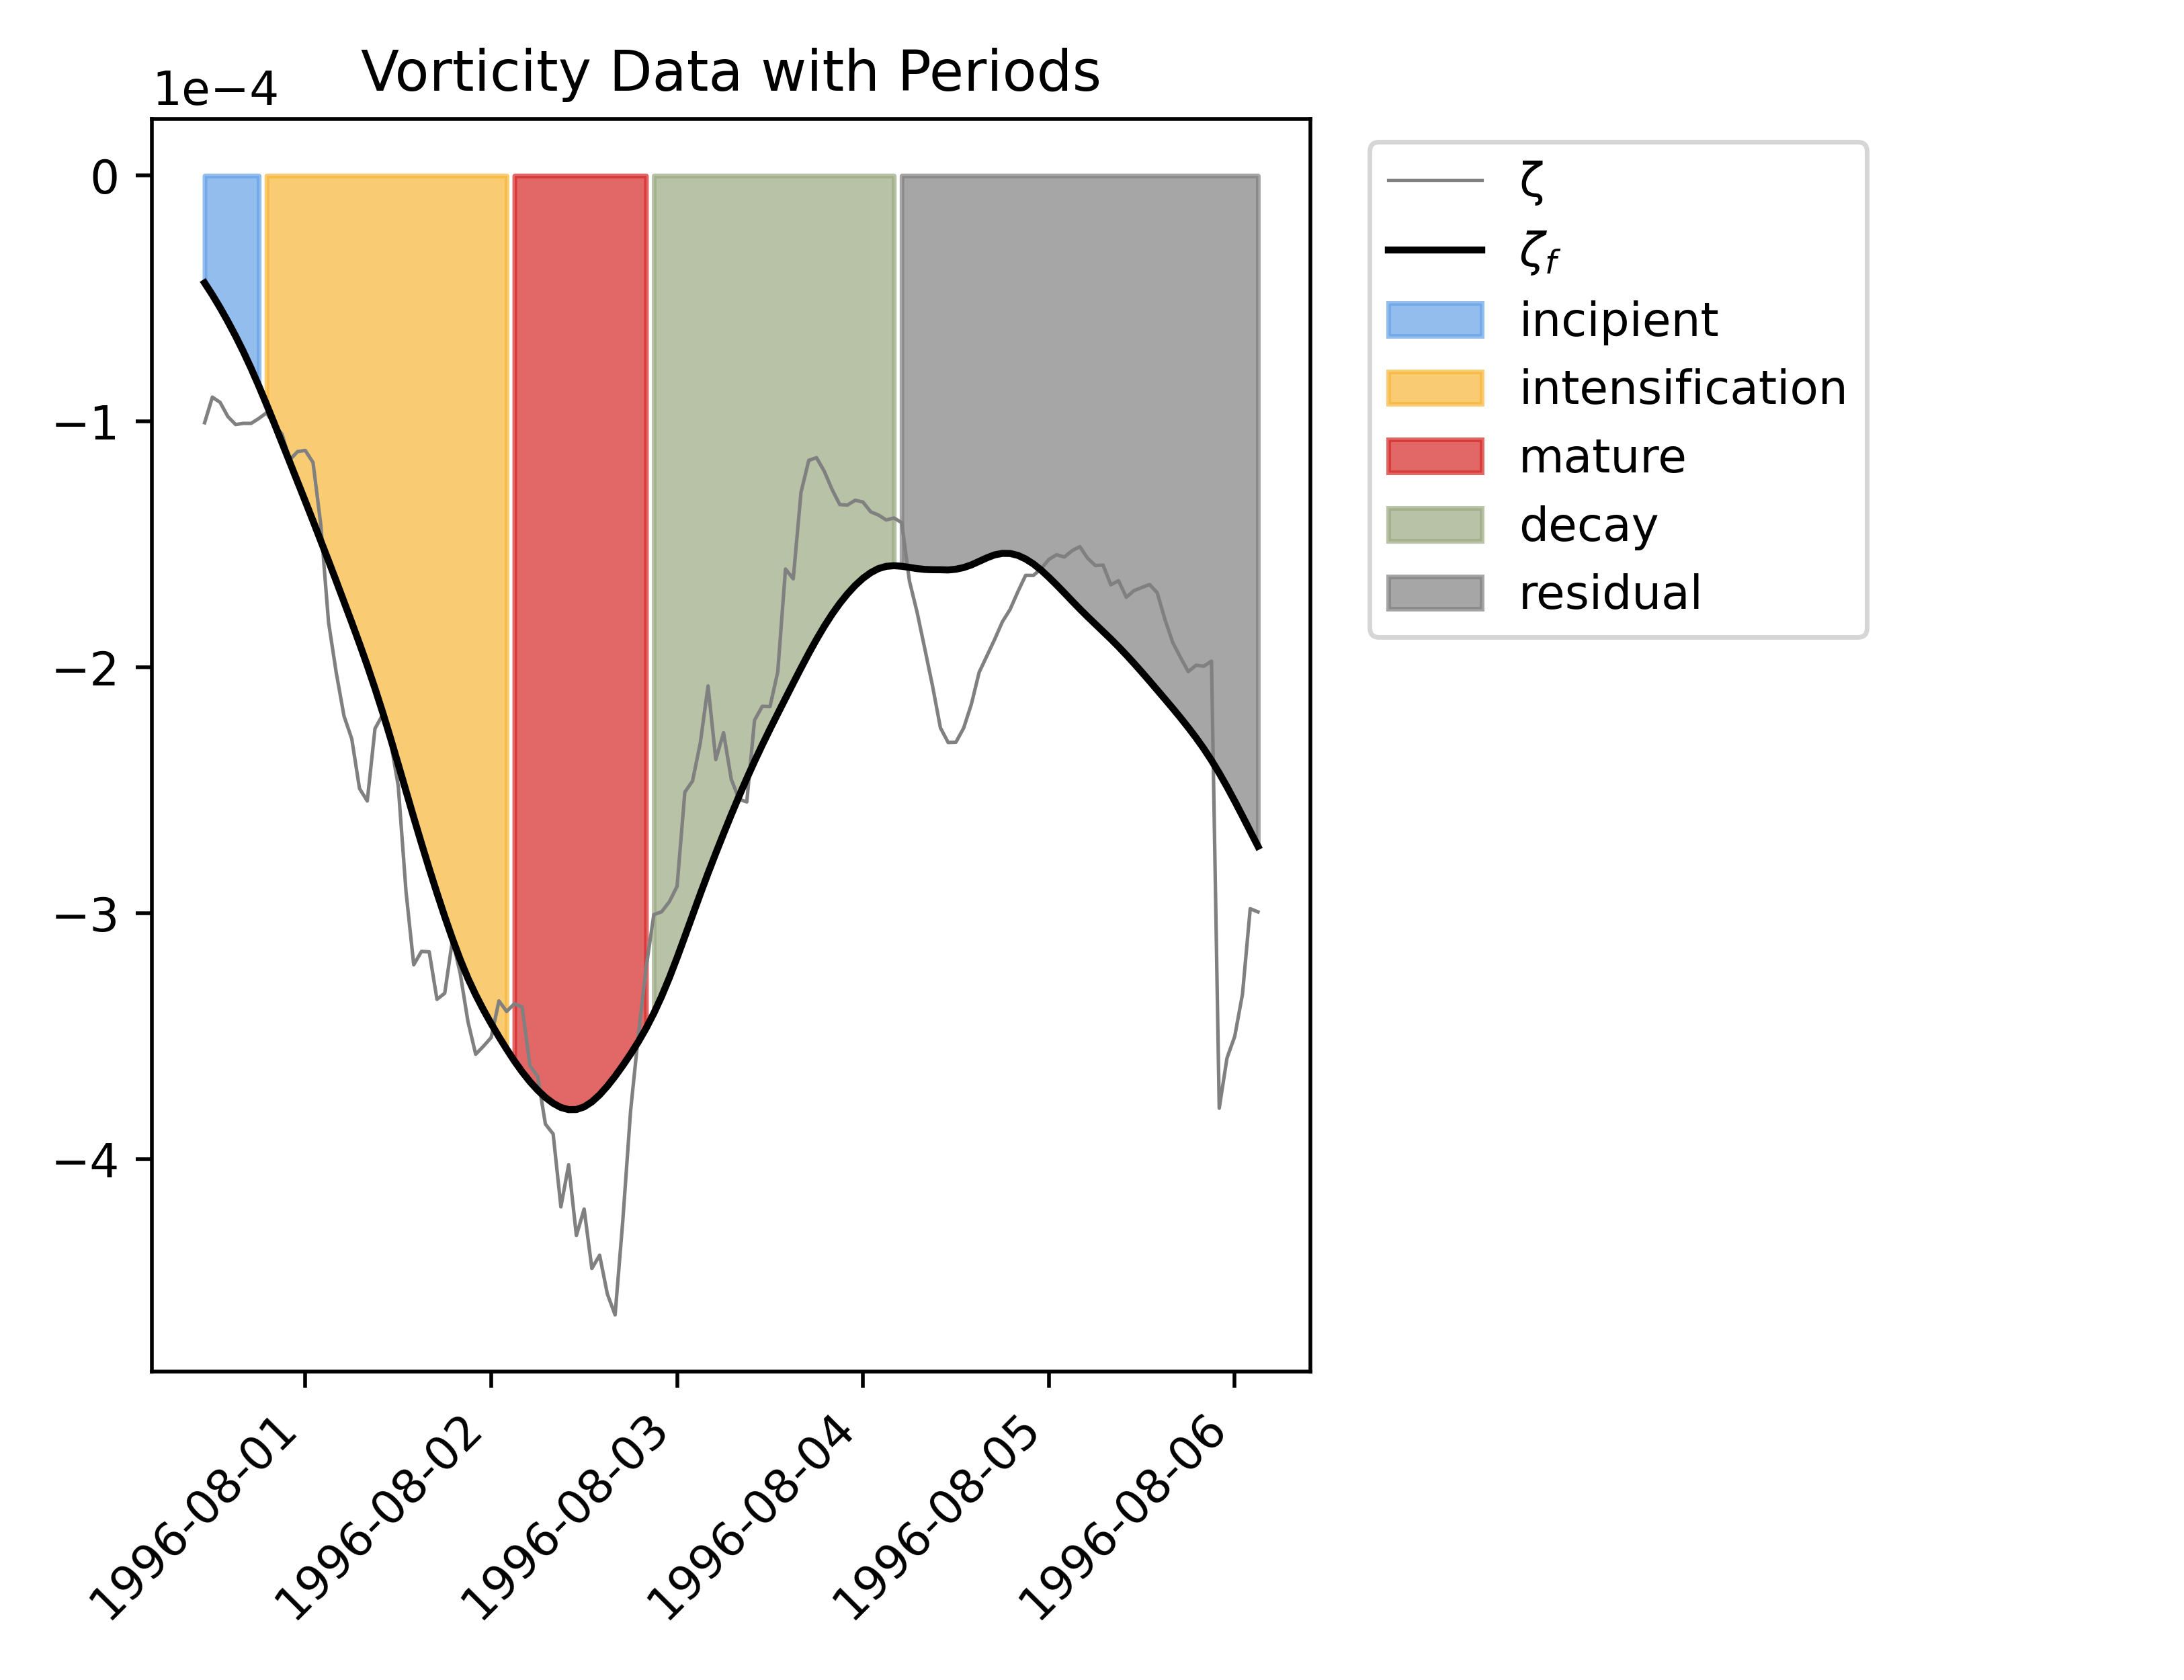 Vorticity Data with Periods
1e−4
0
−1
−2
−3
−4
1996-08-01
1996-08-02
1996-08-03
1996-08-04
1996-08-05
1996-08-06
ζ
ζf
incipient
intensification
mature
decay
residual